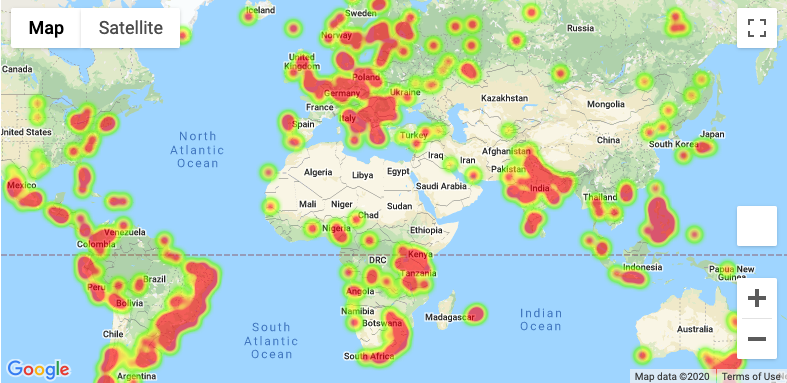 Map
Satellite
Iceland
Sweden
Norway
Russia
United
Kingdom
Canada
Poland
Germany
Ukraine
France
Kazakhstan
Mongolia
United States
Spain
Italy
North
Atlantic
Ocean
Turkey
China
Japan
South Korea
Afghanistan
Iraq
Iran
Pakistan
Algeria
Libya
Egypt
Saudi Arabia
India
Mexico
Mali
Niger
Sudan
Chad
Thailand
Venezuela
Nigeria
Ethiopia
Colombia
Kenya
DRC
Tanzania
Indonesia
Papua New
Guinea
Brazil
Peru
Bolivia
Angola
Namibia
Botswana
Madagascar
Indian
Ocean
South
Atlantic
Ocean
Australia
Chile
South Africa
Argentina
Google
Map data ©2020
Terms of Use